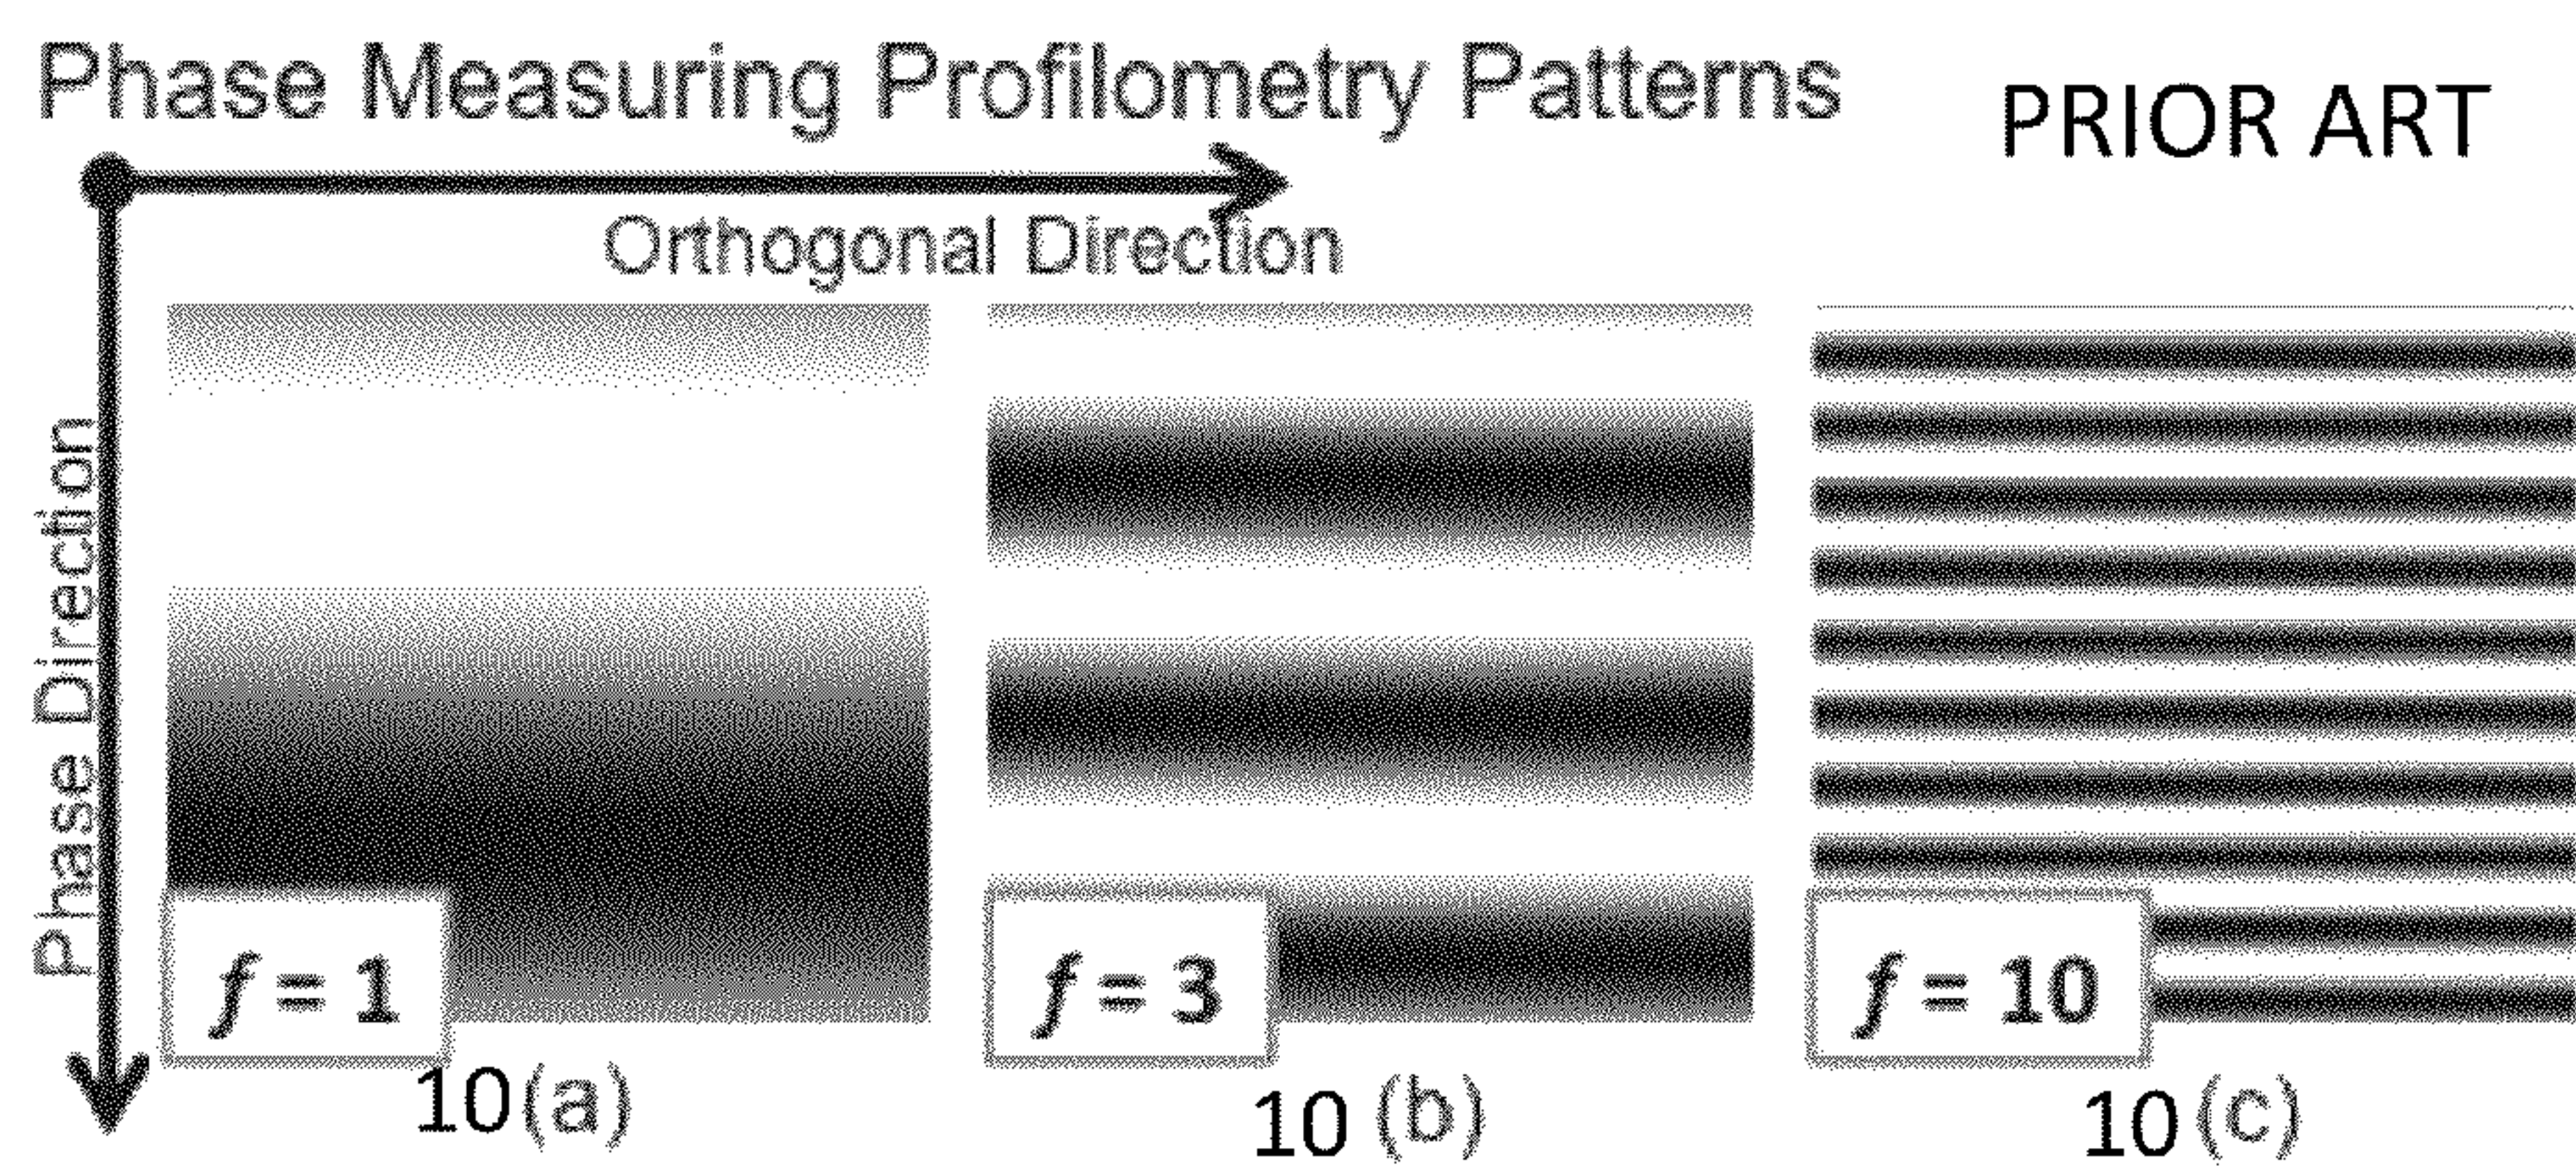 Phase Measuring Profilometry Patterns
PRIOR ART
Orthogonal Direction
Phase Direction
f = 1
f = 3
f = 10
10(a)
10 (b)
10 (c)